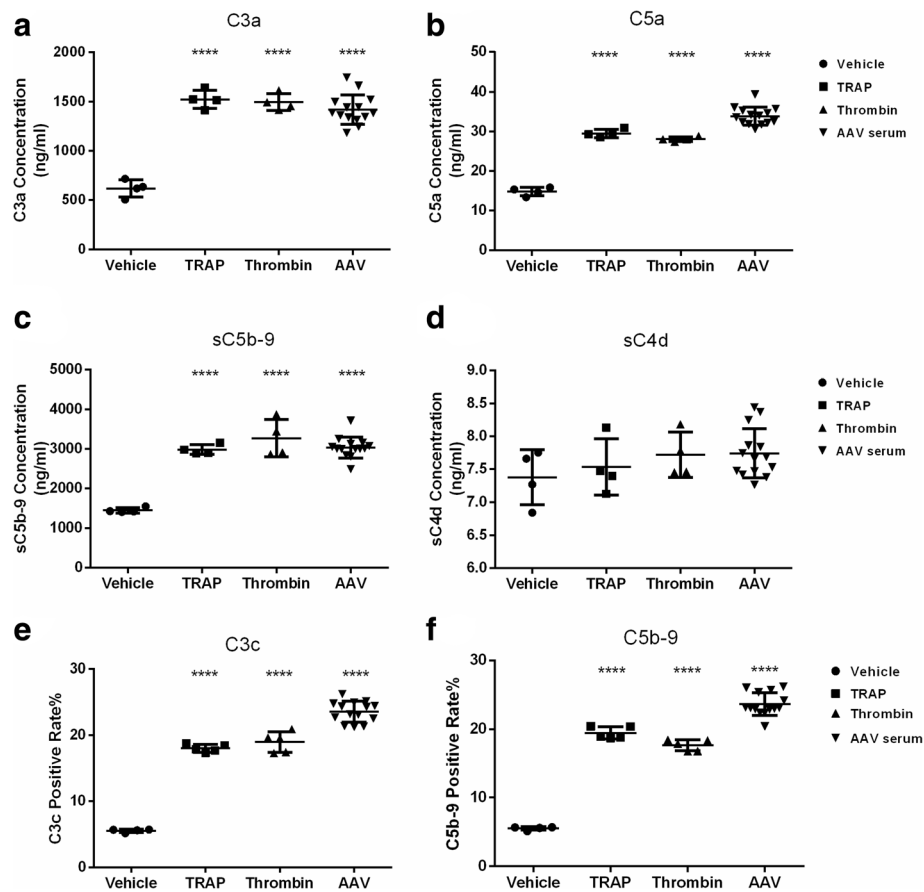 a
C3a
2000
1500
1000
500
0
C3a Concentration
(ng/ml)
**** **** ****
Vehicle TRAP Thrombin AAV
b
C5a
50
40
30
20
10
0
C5a Concentration
(ng/ml)
**** **** ****
Vehicle TRAP Thrombin AAV
Vehicle
TRAP
Thrombin
AAV serum
c
sC5b-9
5000
4000
3000
2000
1000
0
sC5b-9 Concentration
(ng/ml)
**** **** ****
Vehicle TRAP Thrombin AAV
d
sC4d
9.0
8.5
8.0
7.5
7.0
6.5
6.0
sC4d Concentration
(ng/ml)
Vehicle TRAP Thrombin AAV
Vehicle
TRAP
Thrombin
AAV serum
e
C3c
30
20
10
0
C3c Positive Rate%
**** **** ****
Vehicle TRAP Thrombin AAV
f
C5b-9
30
20
10
0
C5b-9 Positive Rate%
**** **** ****
Vehicle TRAP Thrombin AAV
Vehicle
TRAP
Thrombin
AAV serum